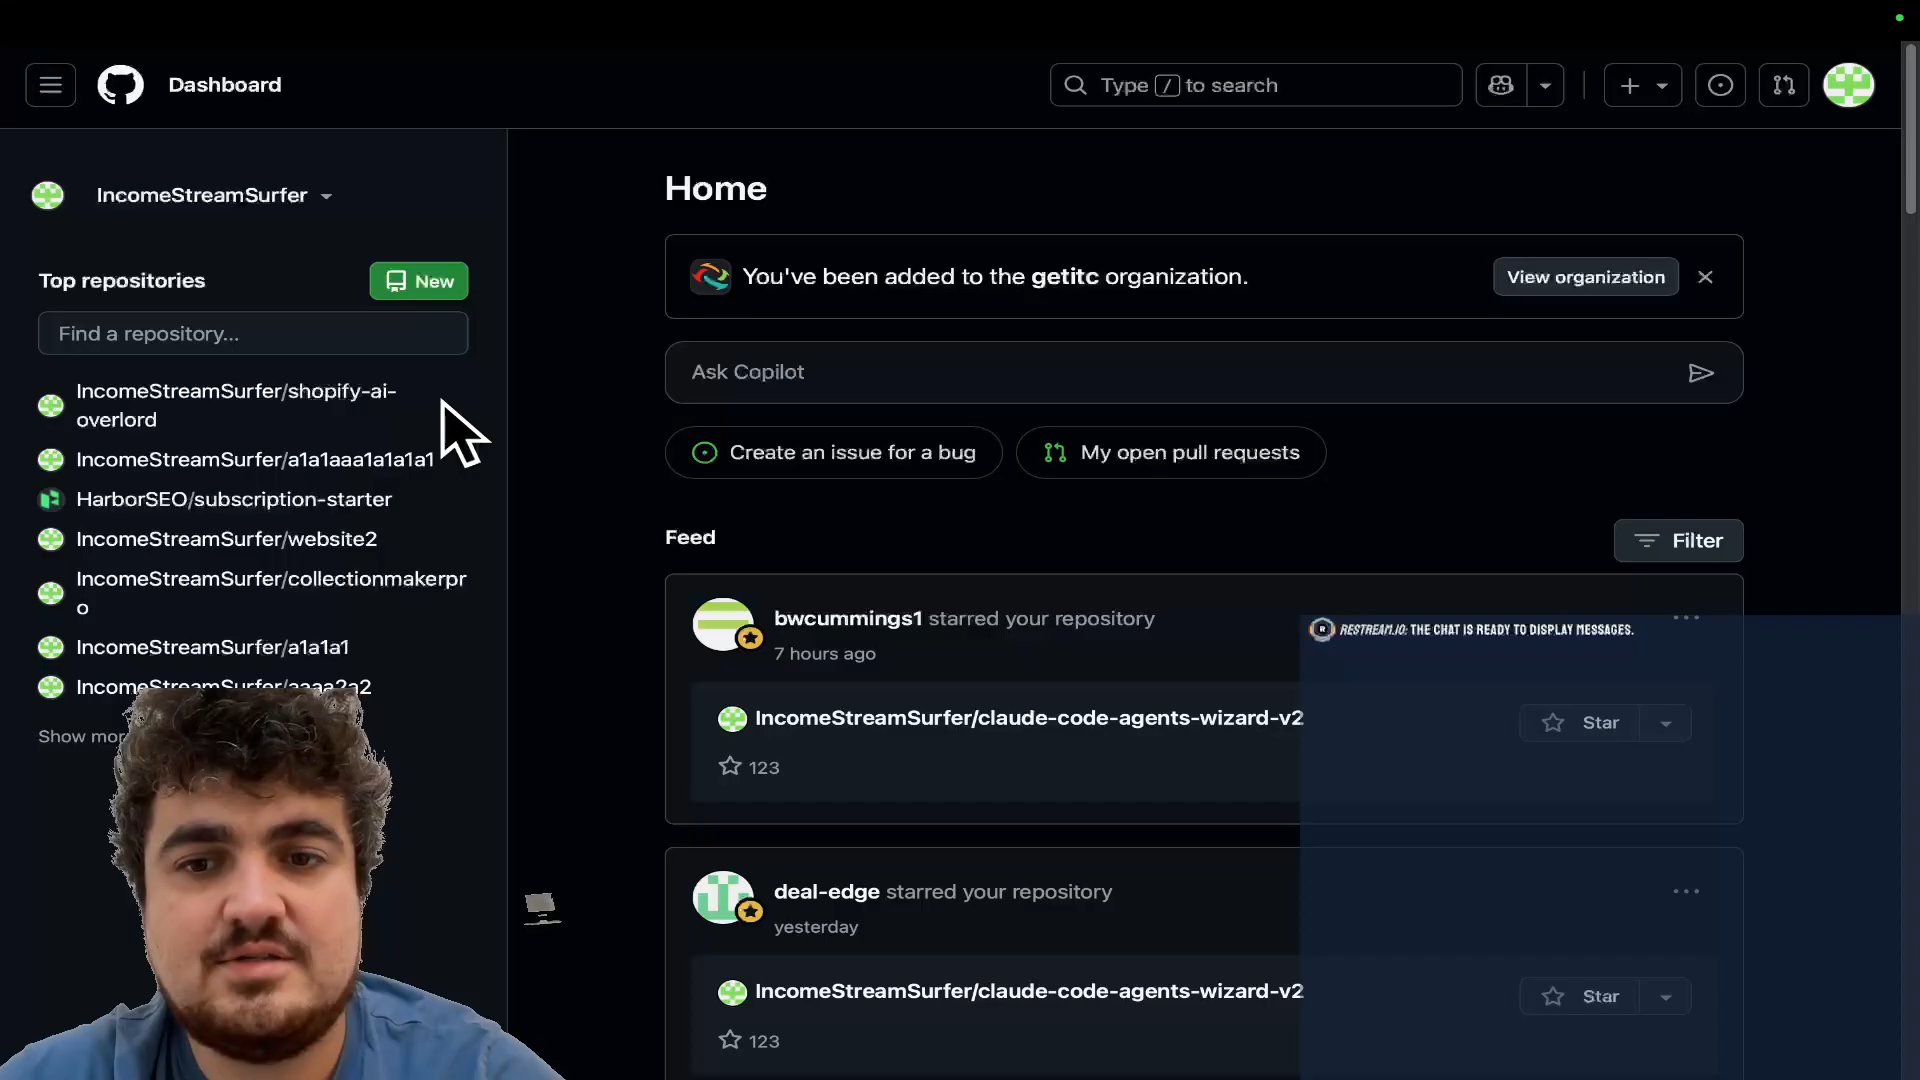 Dashboard
Type / to search
IncomeStreamSurfer
Top repositories
New
Find a repository...
IncomeStreamSurfer/shopify-ai-
overlord
IncomeStreamSurfer/a1a1aaa1a1a1a1
HarborSEO/subscription-starter
IncomeStreamSurfer/website2
IncomeStreamSurfer/collectionmakerpr
o
IncomeStreamSurfer/a1a1a1
IncomeStreamSurfer/aaaa2a2
Show mor
Home
You've been added to the getitc organization.
View organization
Ask Copilot
Create an issue for a bug
My open pull requests
Feed
Filter
bwcummings1 starred your repository
7 hours ago
RESTREAM.IO: THE CHAT IS READY TO DISPLAY MESSAGES.
IncomeStreamSurfer/claude-code-agents-wizard-v2
Star
123
deal-edge starred your repository
yesterday
IncomeStreamSurfer/claude-code-agents-wizard-v2
Star
123